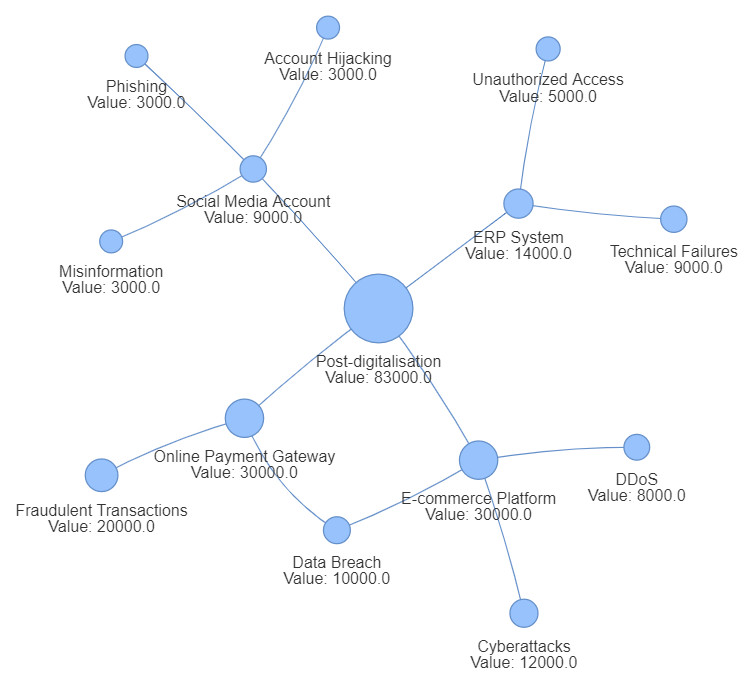 Account Hijacking
Value: 3000.0
Phishing
Value: 3000.0
Unauthorized Access
Value: 5000.0
Social Media Account
Value: 9000.0
ERP System
Value: 14000.0
Technical Failures
Value: 9000.0
Misinformation
Value: 3000.0
Post-digitalisation
Value: 83000.0
Online Payment Gateway
Value: 30000.0
E-commerce Platform
Value: 30000.0
DDoS
Value: 8000.0
Fraudulent Transactions
Value: 20000.0
Data Breach
Value: 10000.0
Cyberattacks
Value: 12000.0